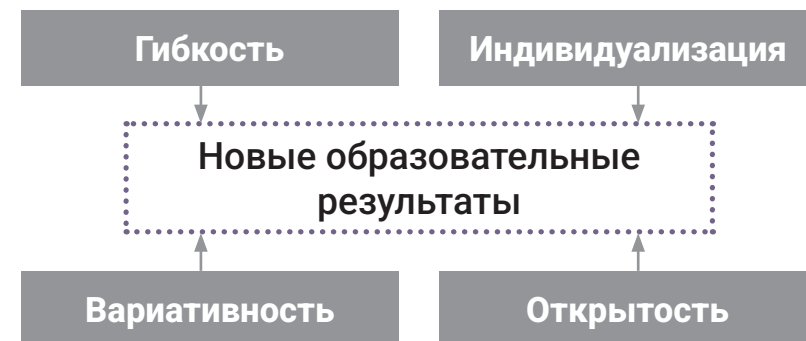 Гибкость
Индивидуализация
Новые образовательные
результаты
Вариативность
Открытость